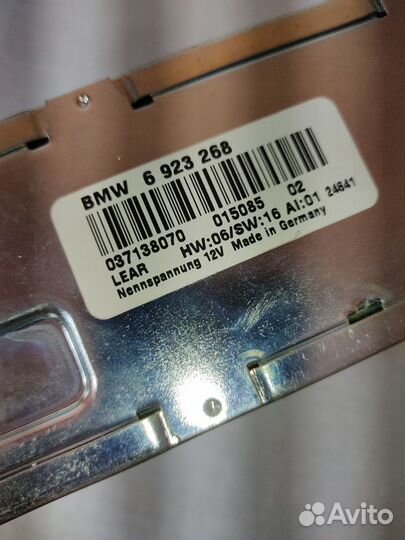 BMW 6 923 268
037138070 015085 02
LEAR HW:06/SW:16 AI:01 24641
Nennspannung 12V Made in Germany
Avito